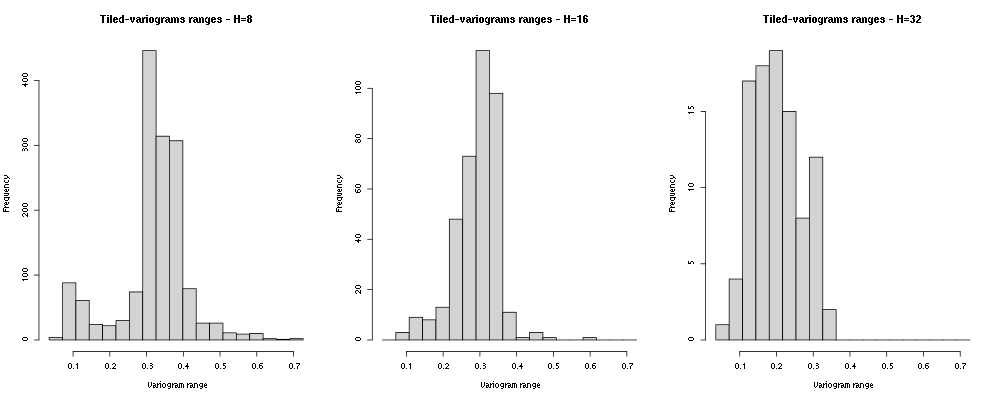 Tiled-variograms ranges - H=8
Frequency
0
100
200
300
400
0.1 0.2 0.3 0.4 0.5 0.6 0.7
Variogram range
Tiled-variograms ranges - H=16
Frequency
0
20
40
60
80
100
0.1 0.2 0.3 0.4 0.5 0.6 0.7
Variogram range
Tiled-variograms ranges - H=32
Frequency
0
5
10
15
0.1 0.2 0.3 0.4 0.5 0.6 0.7
Variogram range